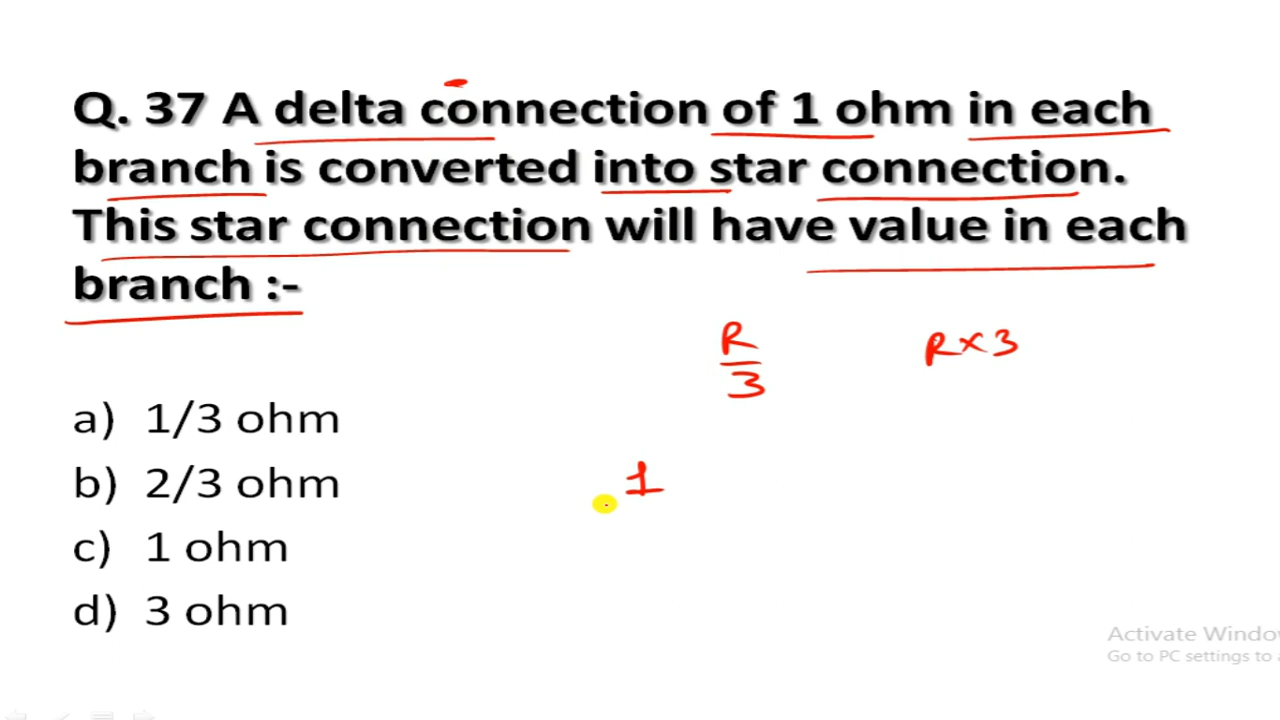 Q. 37 A delta connection of 1 ohm in each
branch is converted into star connection.
This star connection will have value in each
branch :-
R/3
R×3
a) 1/3 ohm
b) 2/3 ohm
1
c) 1 ohm
d) 3 ohm
Activate Windo
Go to PC settings to a